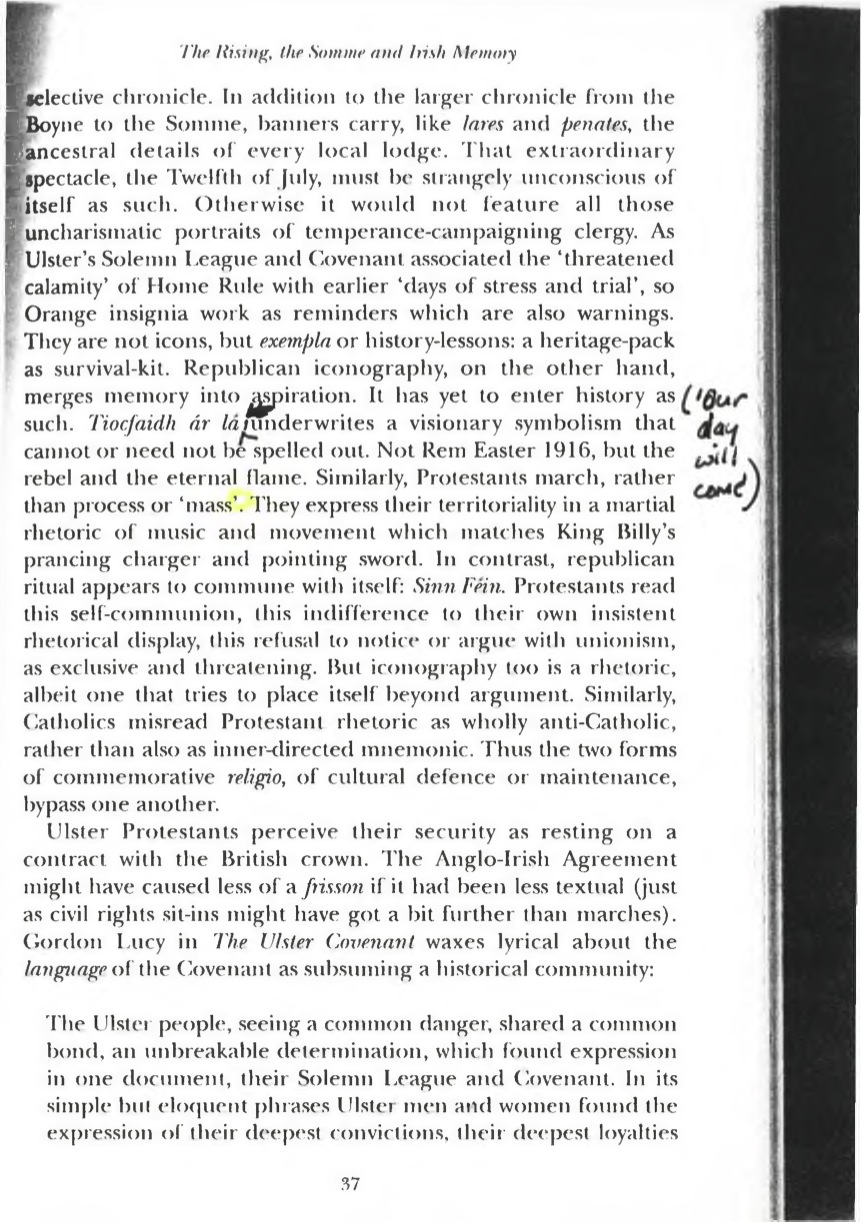 The Rising, the Somme and Irish Memory
selective chronicle. In addition to the larger chronicle from the
Boyne to the Somme, banners carry, like lares and penates, the
ancestral details of every local lodge. That extraordinary
spectacle, the Twelfth of July, must be strangely unconscious of
itself as such. Otherwise it would not feature all those
uncharismatic portraits of temperance-campaigning clergy. As
Ulster's Solemn League and Covenant associated the 'threatened
calamity' of Home Rule with earlier 'days of stress and trial', so
Orange insignia work as reminders which are also warnings.
They are not icons, but exempla or history-lessons: a heritage-pack
as survival-kit. Republican iconography, on the other hand,
merges memory into aspiration. It has yet to enter history as
such. Tiocfaidh ár lá underwrites a visionary symbolism that
cannot or need not be spelled out. Not Rem Easter 1916, but the
rebel and the eternal flame. Similarly, Protestants march, rather
than process or 'mass'. They express their territoriality in a martial
rhetoric of music and movement which matches King Billy's
prancing charger and pointing sword. In contrast, republican
ritual appears to commune with itself: Sinn Féin. Protestants read
this self-communion, this indifference to their own insistent
rhetorical display, this refusal to notice or argue with unionism,
as exclusive and threatening. But iconography too is a rhetoric,
albeit one that tries to place itself beyond argument. Similarly,
Catholics misread Protestant rhetoric as wholly anti-Catholic,
rather than also as inner-directed mnemonic. Thus the two forms
of commemorative religio, of cultural defence or maintenance,
bypass one another.
Ulster Protestants perceive their security as resting on a
contract with the British crown. The Anglo-Irish Agreement
might have caused less of a frisson if it had been less textual (just
as civil rights sit-ins might have got a bit further than marches).
Gordon Lucy in The Ulster Covenant waxes lyrical about the
language of the Covenant as subsuming a historical community:
The Ulster people, seeing a common danger, shared a common
bond, an unbreakable determination, which found expression
in one document, their Solemn League and Covenant. In its
simple but eloquent phrases Ulster men and women found the
expression of their deepest convictions, their deepest loyalties
37
('Our
day
will
come')